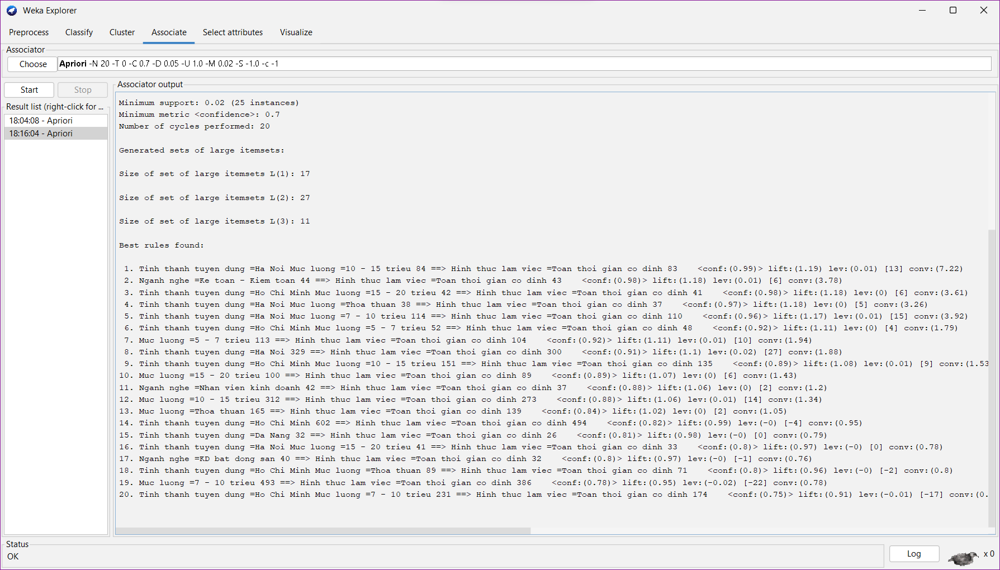 Weka Explorer
Preprocess Classify Cluster Associate Select attributes Visualize
Associator
Choose Apriori -N 20 -T 0 -C 0.7 -D 0.05 -U 1.0 -M 0.02 -S -1.0 -c -1
Start Stop
Result list (right-click for ...
18:04:08 - Apriori
18:16:04 - Apriori
Associator output
Minimum support: 0.02 (25 instances)
Minimum metric <confidence>: 0.7
Number of cycles performed: 20
Generated sets of large itemsets:
Size of set of large itemsets L(1): 17
Size of set of large itemsets L(2): 27
Size of set of large itemsets L(3): 11
Best rules found:
1. Tinh thanh tuyen dung =Ha Noi Muc luong =10 - 15 trieu 84 ==> Hinh thuc lam viec =Toan thoi gian co dinh 83 <conf:(0.99)> lift:(1.19) lev:(0.01) [13] conv:(7.22)
2. Nganh nghe =Ke toan - Kiem toan 44 ==> Hinh thuc lam viec =Toan thoi gian co dinh 43 <conf:(0.98)> lift:(1.18) lev:(0.01) [6] conv:(3.78)
3. Tinh thanh tuyen dung =Ho Chi Minh Muc luong =15 - 20 trieu 42 ==> Hinh thuc lam viec =Toan thoi gian co dinh 41 <conf:(0.98)> lift:(1.18) lev:(0) [6] conv:(3.61)
4. Tinh thanh tuyen dung =Ha Noi Muc luong =Thoa thuan 38 ==> Hinh thuc lam viec =Toan thoi gian co dinh 37 <conf:(0.97)> lift:(1.18) lev:(0) [5] conv:(3.26)
5. Tinh thanh tuyen dung =Ha Noi Muc luong =7 - 10 trieu 114 ==> Hinh thuc lam viec =Toan thoi gian co dinh 110 <conf:(0.96)> lift:(1.17) lev:(0.01) [15] conv:(3.92)
6. Tinh thanh tuyen dung =Ho Chi Minh Muc luong =5 - 7 trieu 52 ==> Hinh thuc lam viec =Toan thoi gian co dinh 48 <conf:(0.92)> lift:(1.11) lev:(0) [4] conv:(1.79)
7. Muc luong =5 - 7 trieu 113 ==> Hinh thuc lam viec =Toan thoi gian co dinh 104 <conf:(0.92)> lift:(1.11) lev:(0.01) [10] conv:(1.94)
8. Tinh thanh tuyen dung =Ha Noi 329 ==> Hinh thuc lam viec =Toan thoi gian co dinh 300 <conf:(0.91)> lift:(1.1) lev:(0.02) [27] conv:(1.88)
9. Tinh thanh tuyen dung =Ho Chi Minh Muc luong =10 - 15 trieu 151 ==> Hinh thuc lam viec =Toan thoi gian co dinh 135 <conf:(0.89)> lift:(1.08) lev:(0.01) [9] conv:(1.53
10. Muc luong =15 - 20 trieu 100 ==> Hinh thuc lam viec =Toan thoi gian co dinh 89 <conf:(0.89)> lift:(1.07) lev:(0) [6] conv:(1.43)
11. Nganh nghe =Nhan vien kinh doanh 42 ==> Hinh thuc lam viec =Toan thoi gian co dinh 37 <conf:(0.88)> lift:(1.06) lev:(0) [2] conv:(1.2)
12. Muc luong =10 - 15 trieu 312 ==> Hinh thuc lam viec =Toan thoi gian co dinh 273 <conf:(0.88)> lift:(1.06) lev:(0.01) [14] conv:(1.34)
13. Muc luong =Thoa thuan 165 ==> Hinh thuc lam viec =Toan thoi gian co dinh 139 <conf:(0.84)> lift:(1.02) lev:(0) [2] conv:(1.05)
14. Tinh thanh tuyen dung =Ho Chi Minh 602 ==> Hinh thuc lam viec =Toan thoi gian co dinh 494 <conf:(0.82)> lift:(0.99) lev:(-0) [-4] conv:(0.95)
15. Tinh thanh tuyen dung =Da Nang 32 ==> Hinh thuc lam viec =Toan thoi gian co dinh 26 <conf:(0.81)> lift:(0.98) lev:(-0) [0] conv:(0.79)
16. Tinh thanh tuyen dung =Ha Noi Muc luong =15 - 20 trieu 41 ==> Hinh thuc lam viec =Toan thoi gian co dinh 33 <conf:(0.8)> lift:(0.97) lev:(-0) [0] conv:(0.78)
17. Nganh nghe =KD bat dong san 40 ==> Hinh thuc lam viec =Toan thoi gian co dinh 32 <conf:(0.8)> lift:(0.97) lev:(-0) [-1] conv:(0.76)
18. Tinh thanh tuyen dung =Ho Chi Minh Muc luong =Thoa thuan 89 ==> Hinh thuc lam viec =Toan thoi gian co dinh 71 <conf:(0.8)> lift:(0.96) lev:(-0) [-2] conv:(0.8)
19. Muc luong =7 - 10 trieu 493 ==> Hinh thuc lam viec =Toan thoi gian co dinh 386 <conf:(0.78)> lift:(0.95) lev:(-0.02) [-22] conv:(0.78)
20. Tinh thanh tuyen dung =Ho Chi Minh Muc luong =7 - 10 trieu 231 ==> Hinh thuc lam viec =Toan thoi gian co dinh 174 <conf:(0.75)> lift:(0.91) lev:(-0.01) [-17] conv:(0.
Status
OK
Log
x 0